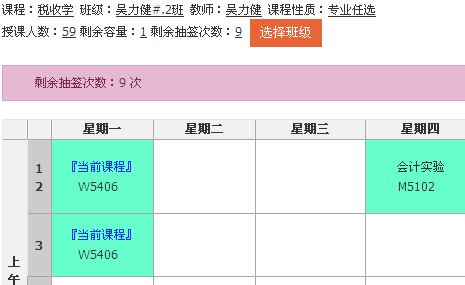 课程：税收学 班级：吴力健#.2班 教师：吴力健 课程性质：专业任选
授课人数：59 剩余容量：1 剩余抽签次数：9 选择班级
剩余抽签次数：9 次
星期一 星期二 星期三 星期四
1 『当前课程』 会计实验
2 W5406 M5102
3 『当前课程』
W5406
上
午